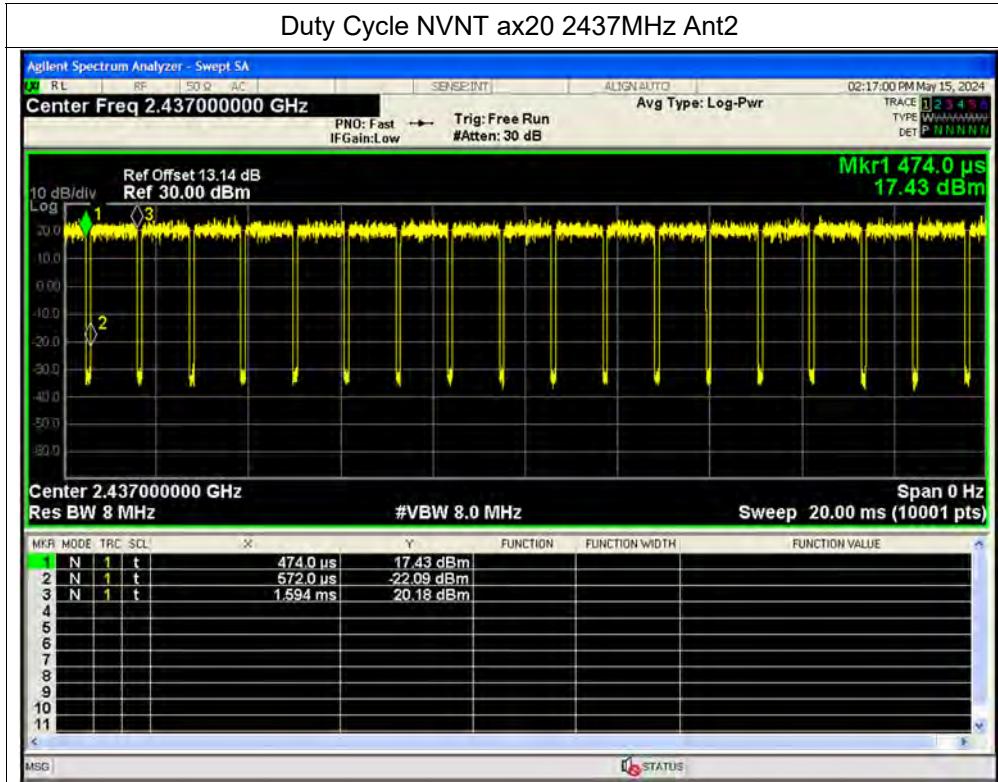 Duty Cycle NVNT ax20 2437MHz Ant2
Agilent Spectrum Analyzer - Swept SA
RL RF 50 Ω AC SENSE:INT ALIGN AUTO 02:17:00 PM May 15, 2024
Center Freq 2.437000000 GHz Avg Type: Log-Pwr TRACE 1 2 3 4 5 6
PNO: Fast Trig: Free Run TYPE W
IFGain:Low #Atten: 30 dB DET P N N N N N
Mkr1 474.0 µs
17.43 dBm
Ref Offset 13.14 dB
10 dB/div Ref 30.00 dBm
Log
1
3
20.0
10.0
0.00
-10.0
2
-20.0
-30.0
-40.0
-50.0
-60.0
Center 2.437000000 GHz Span 0 Hz
Res BW 8 MHz #VBW 8.0 MHz Sweep 20.00 ms (10001 pts)
MKR MODE TRC SCL X Y FUNCTION FUNCTION WIDTH FUNCTION VALUE
1 N 1 t 474.0 µs 17.43 dBm
2 N 1 t 572.0 µs -22.09 dBm
3 N 1 t 1.594 ms 20.18 dBm
4
5
6
7
8
9
10
11
MSG STATUS